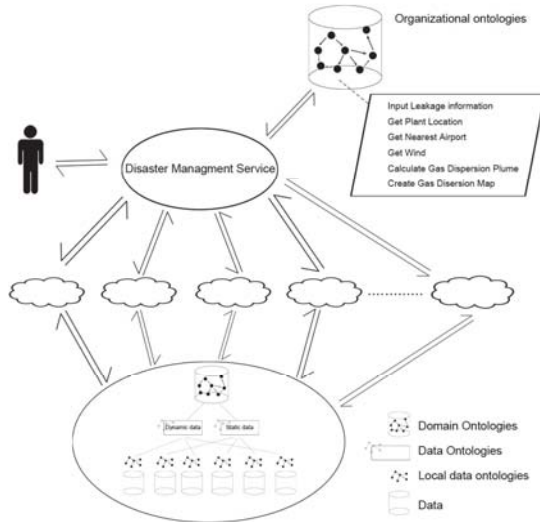 Organizational ontologies
Input Leakage information
Get Plant Location
Get Nearest Airport
Get Wind
Calculate Gas Dispersion Plume
Create Gas Disersion Map
Disaster Managment Service
Dynamic data
Static data
Domain Ontologies
Data Ontologies
Local data ontologies
Data